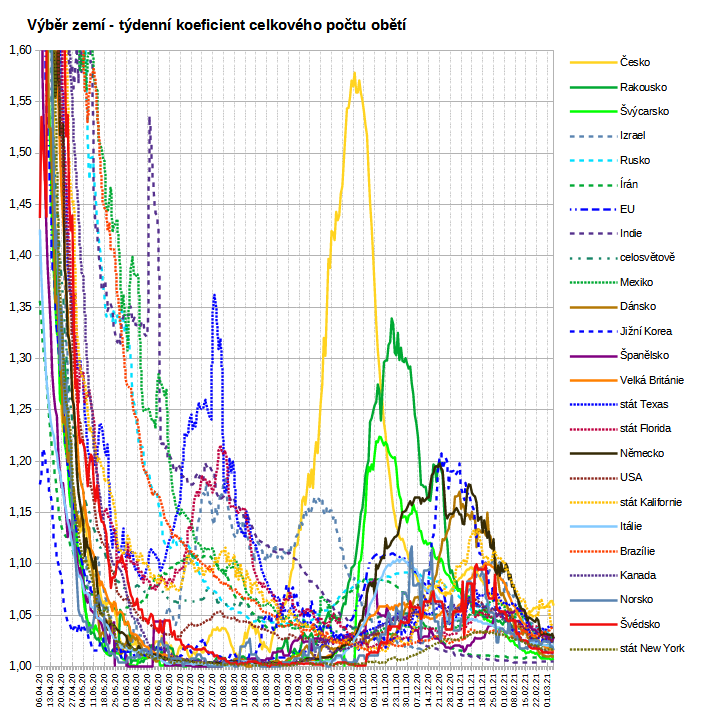 Výběr zemí - týdenní koeficient celkového počtu obětí
1,60
1,55
1,50
1,45
1,40
1,35
1,30
1,25
1,20
1,15
1,10
1,05
1,00
Česko
Rakousko
Švýcarsko
Izrael
Rusko
Írán
EU
Indie
celosvětově
Mexiko
Dánsko
Jižní Korea
Španělsko
Velká Británie
stát Texas
stát Florida
Německo
USA
stát Kalifornie
Itálie
Brazílie
Kanada
Norsko
Švédsko
stát New York
06.04.20
13.04.20
20.04.20
27.04.20
04.05.20
11.05.20
18.05.20
25.05.20
01.06.20
08.06.20
15.06.20
22.06.20
29.06.20
06.07.20
13.07.20
20.07.20
27.07.20
03.08.20
10.08.20
17.08.20
24.08.20
31.08.20
07.09.20
14.09.20
21.09.20
28.09.20
05.10.20
12.10.20
19.10.20
26.10.20
02.11.20
09.11.20
16.11.20
23.11.20
30.11.20
07.12.20
14.12.20
21.12.20
28.12.20
04.01.21
11.01.21
18.01.21
25.01.21
01.02.21
08.02.21
15.02.21
22.02.21
01.03.21